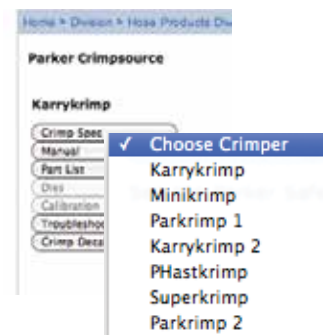 Home > Division > Hose Products Div
Parker Crimpsource
Karrykrimp
Crimp Spec
Manual
Part List
Dies
Calibration
Troubleshoo
Crimp Deca
✓ Choose Crimper
Karrykrimp
Minikrimp
Parkrimp 1
Karrykrimp 2
PHastkrimp
Superkrimp
Parkrimp 2